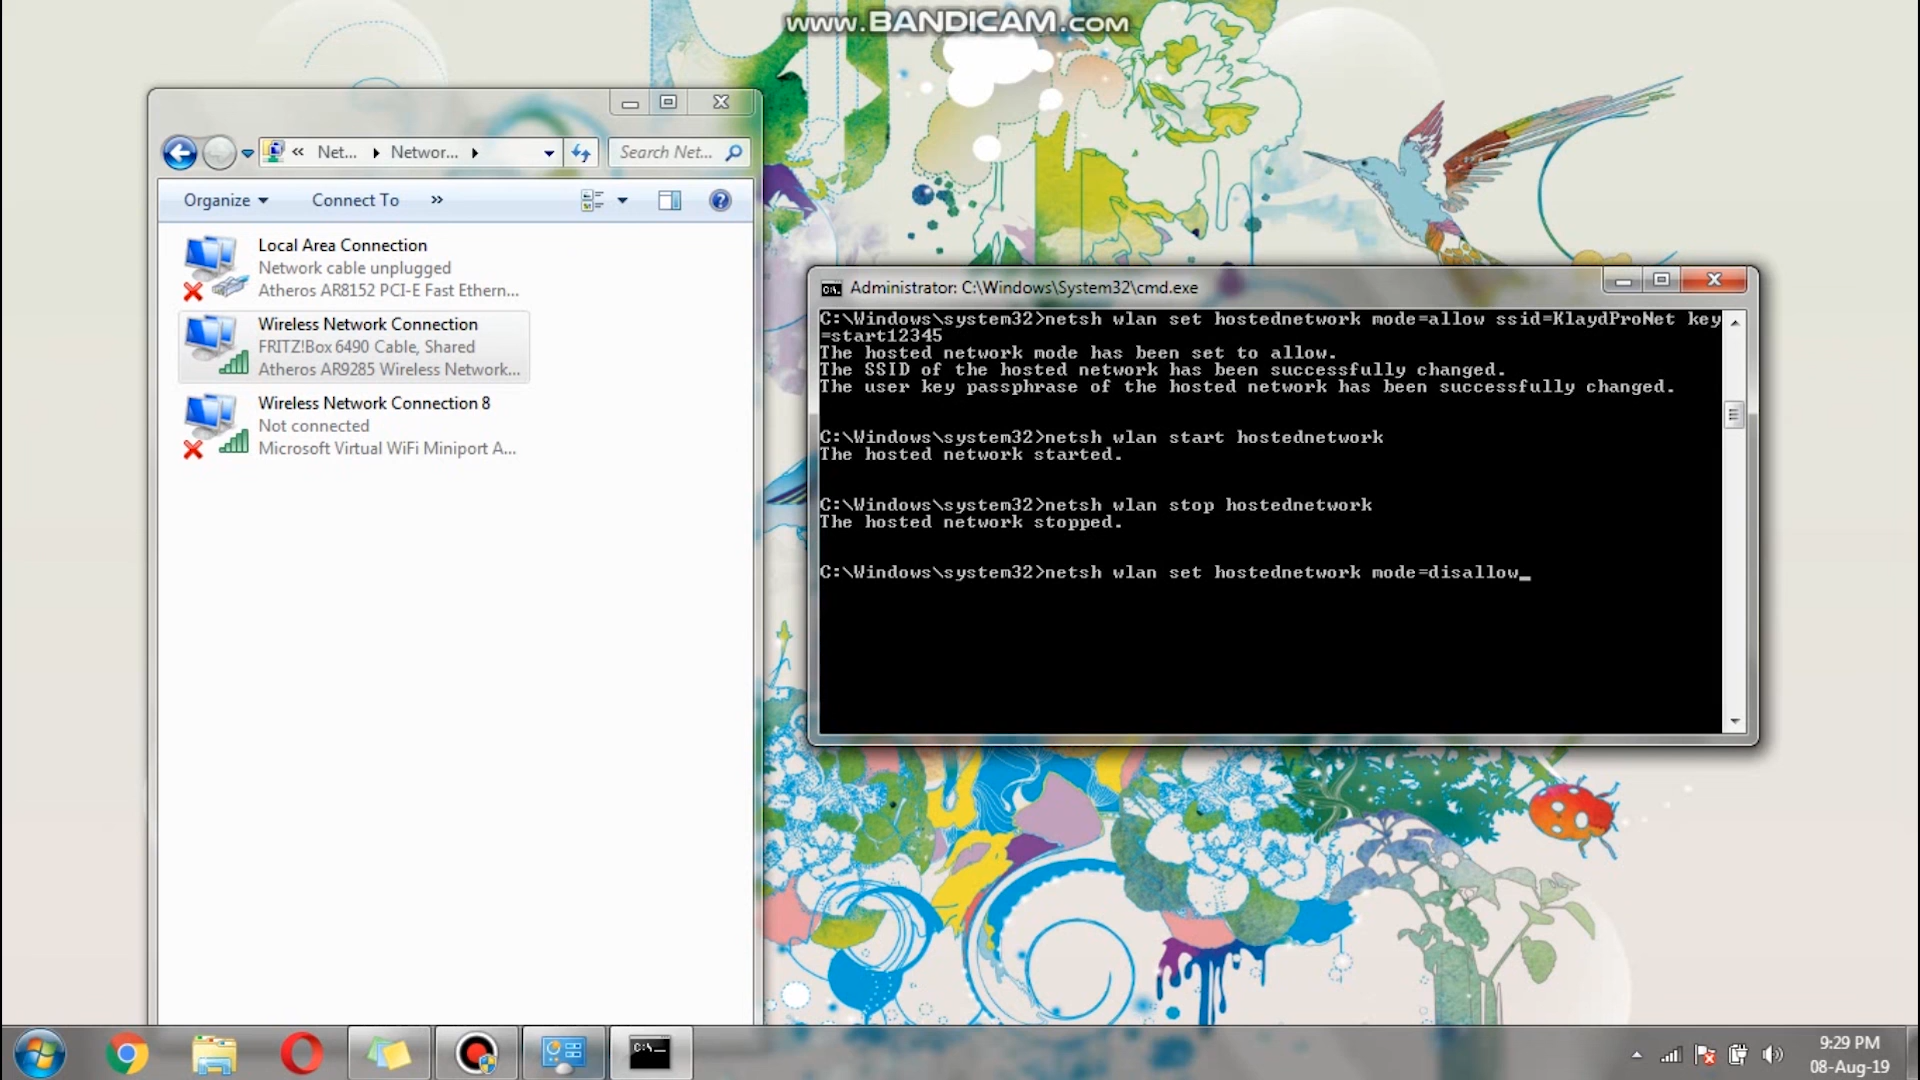 www.BANDICAM.com
« Net... Networ... Search Net...
Organize Connect To »
Local Area Connection
Network cable unplugged
Atheros AR8152 PCI-E Fast Ethern...
Wireless Network Connection
FRITZ!Box 6490 Cable, Shared
Atheros AR9285 Wireless Network...
Wireless Network Connection 8
Not connected
Microsoft Virtual WiFi Miniport A...
Administrator: C:\Windows\System32\cmd.exe
C:\Windows\system32>netsh wlan set hostednetwork mode=allow ssid=KlaydProNet key
=start12345
The hosted network mode has been set to allow.
The SSID of the hosted network has been successfully changed.
The user key passphrase of the hosted network has been successfully changed.
C:\Windows\system32>netsh wlan start hostednetwork
The hosted network started.
C:\Windows\system32>netsh wlan stop hostednetwork
The hosted network stopped.
C:\Windows\system32>netsh wlan set hostednetwork mode=disallow_
9:29 PM
08-Aug-19